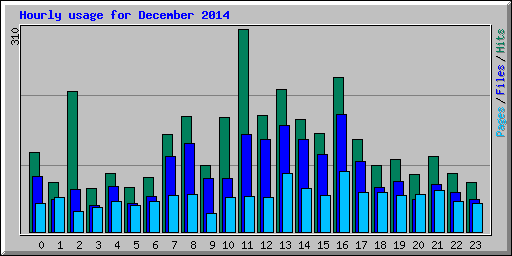 Hourly usage for December 2014
310
Pages / Files / Hits
0 1 2 3 4 5 6 7 8 9 10 11 12 13 14 15 16 17 18 19 20 21 22 23